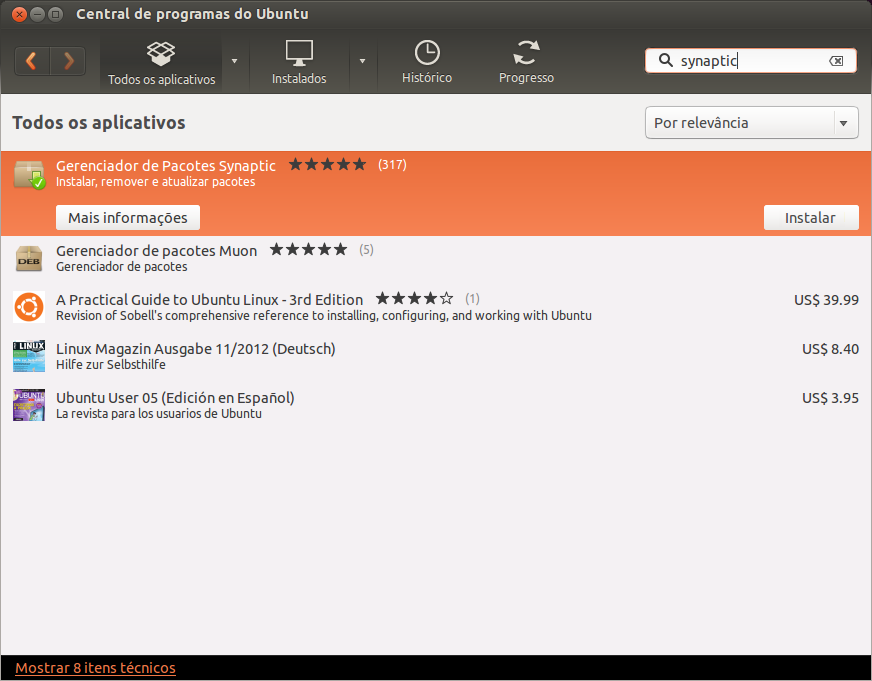 Central de programas do Ubuntu
Todos os aplicativos
Instalados
Histórico
Progresso
synaptic
Todos os aplicativos
Por relevância
Gerenciador de Pacotes Synaptic (317)
Instalar, remover e atualizar pacotes
Mais informações
Instalar
DEB
Gerenciador de pacotes Muon (5)
Gerenciador de pacotes
A Practical Guide to Ubuntu Linux - 3rd Edition (1)
US$ 39.99
Revision of Sobell's comprehensive reference to installing, configuring, and working with Ubuntu
LINUX
Linux Magazin Ausgabe 11/2012 (Deutsch)
US$ 8.40
Hilfe zur Selbsthilfe
UBUNTU
Ubuntu User 05 (Edición en Español)
US$ 3.95
La revista para los usuarios de Ubuntu
Mostrar 8 itens técnicos